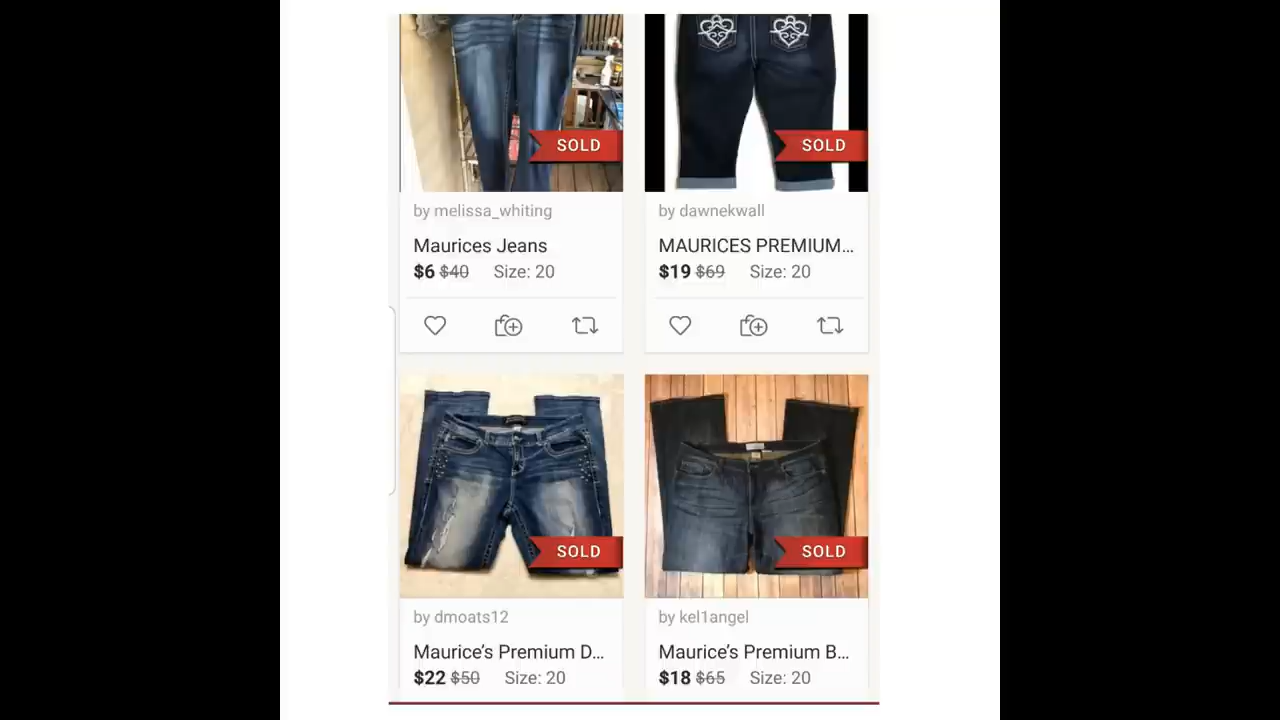 SOLD
SOLD
by melissa_whiting
by dawnekwall
Maurices Jeans
MAURICES PREMIUM...
$6 $40 Size: 20
$19 $69 Size: 20
SOLD
SOLD
by dmoats12
by kel1angel
Maurice’s Premium D...
Maurice’s Premium B...
$22 $50 Size: 20
$18 $65 Size: 20